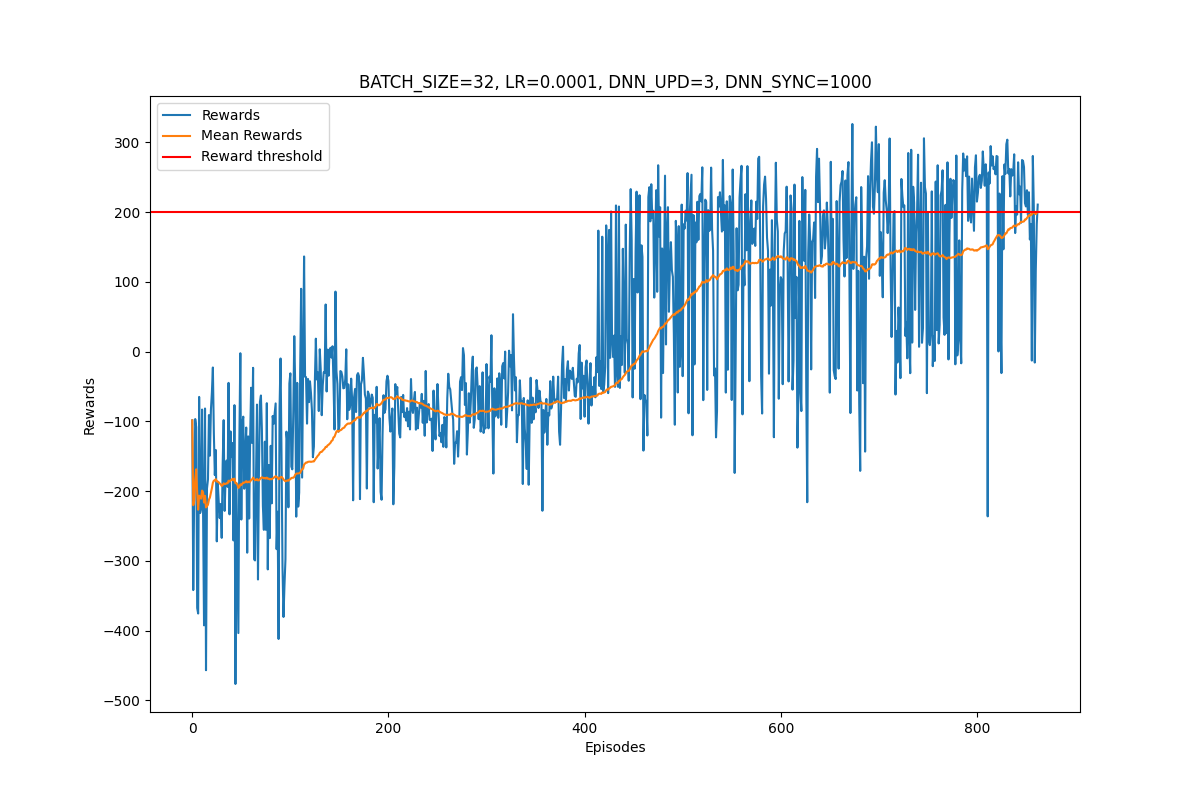 BATCH_SIZE=32, LR=0.0001, DNN_UPD=3, DNN_SYNC=1000
Rewards
Mean Rewards
Reward threshold
300
200
100
0
−100
−200
−300
−400
−500
Rewards
0 200 400 600 800
Episodes